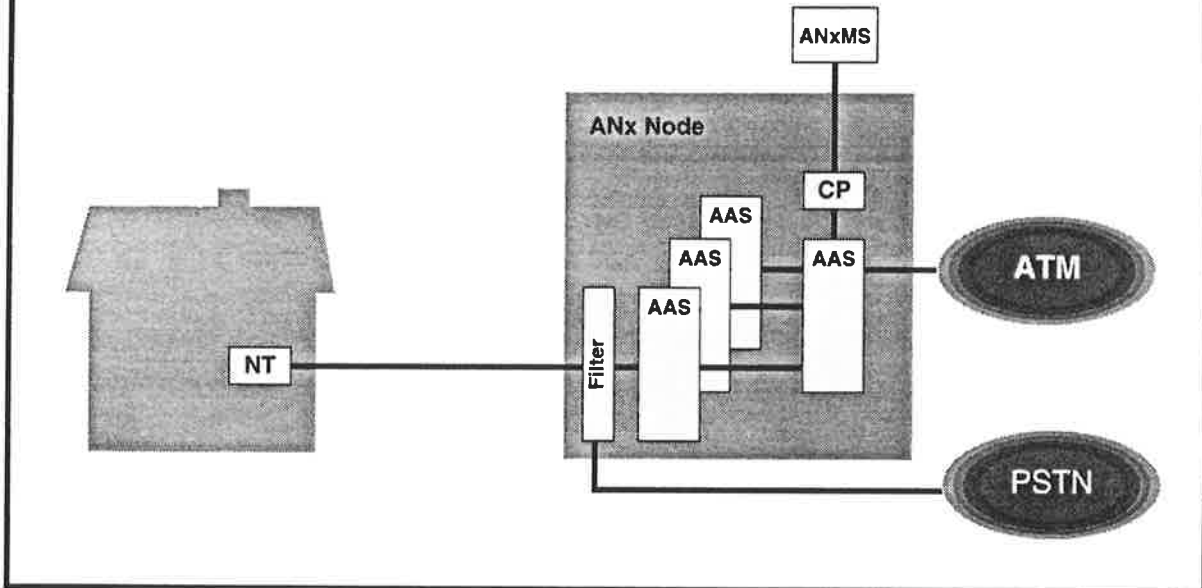 ANxMS
ANx Node
CP
AAS
AAS
AAS
AAS
ATM
NT
Filter
PSTN